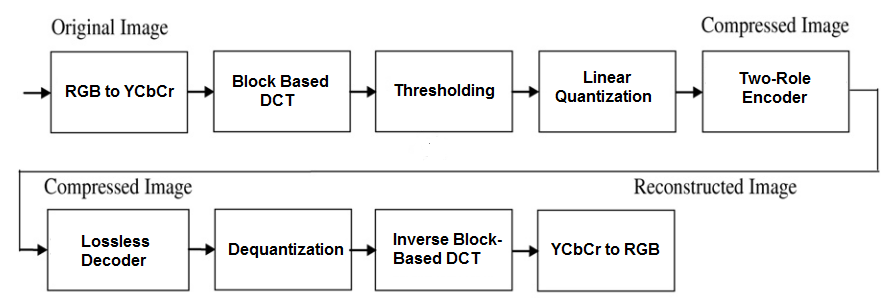 Original Image
Compressed Image
RGB to YCbCr
Block Based
DCT
Thresholding
Linear
Quantization
Two-Role
Encoder
Compressed Image
Reconstructed Image
Lossless
Decoder
Dequantization
Inverse Block-
Based DCT
YCbCr to RGB